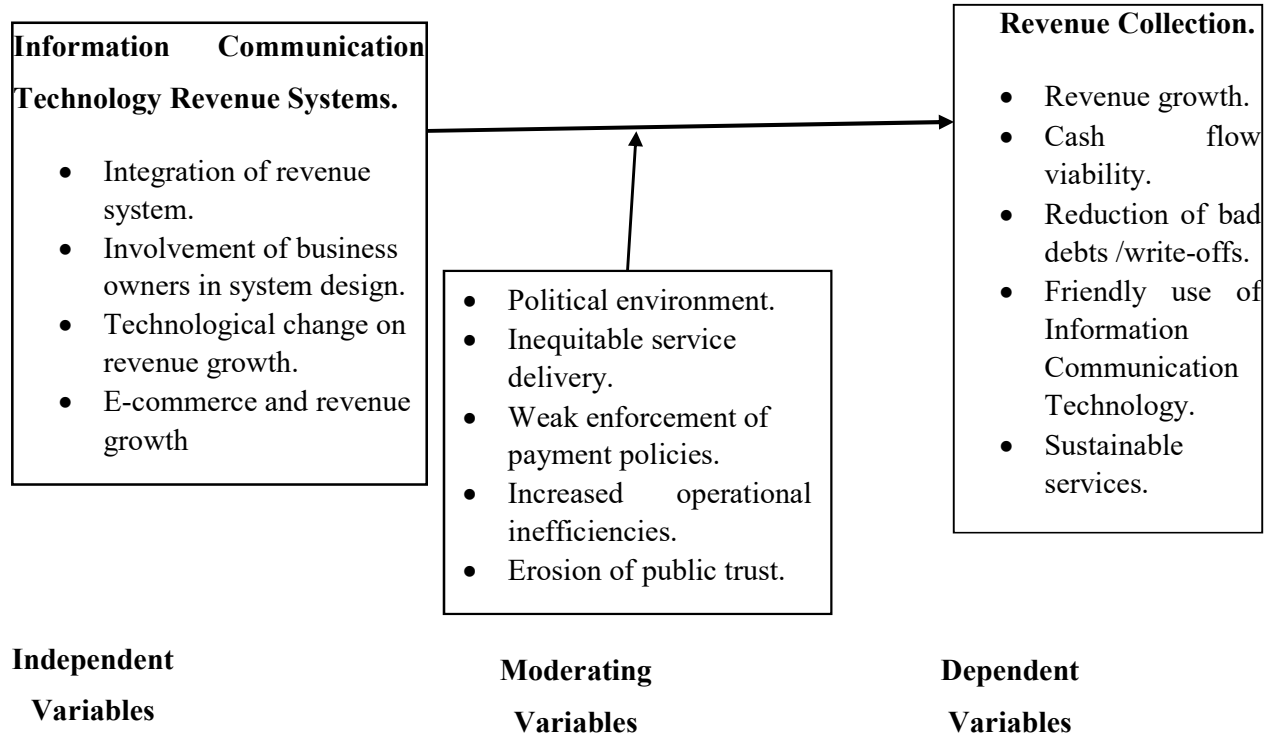 Information Communication
Technology Revenue Systems.
• Integration of revenue
system.
• Involvement of business
owners in system design.
• Technological change on
revenue growth.
• E-commerce and revenue
growth
• Political environment.
• Inequitable service
delivery.
• Weak enforcement of
payment policies.
• Increased operational
inefficiencies.
• Erosion of public trust.
Revenue Collection.
• Revenue growth.
• Cash flow
viability.
• Reduction of bad
debts /write-offs.
• Friendly use of
Information
Communication
Technology.
• Sustainable
services.
Independent
Variables
Moderating
Variables
Dependent
Variables